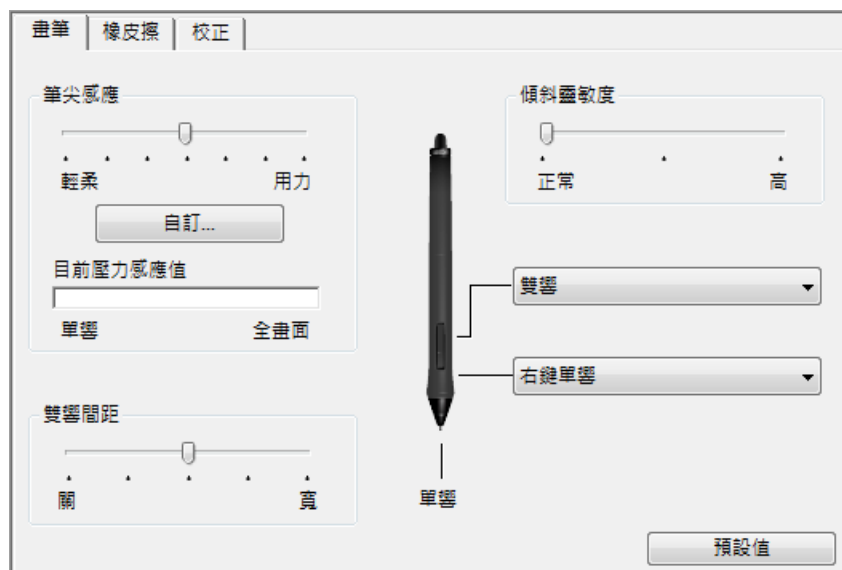 畫筆 橡皮擦 校正
筆尖感應
輕柔 用力
自訂...
目前壓力感應值
單響 全畫面
雙響間距
關 寬
傾斜靈敏度
正常 高
雙響
右鍵單響
單響
預設值